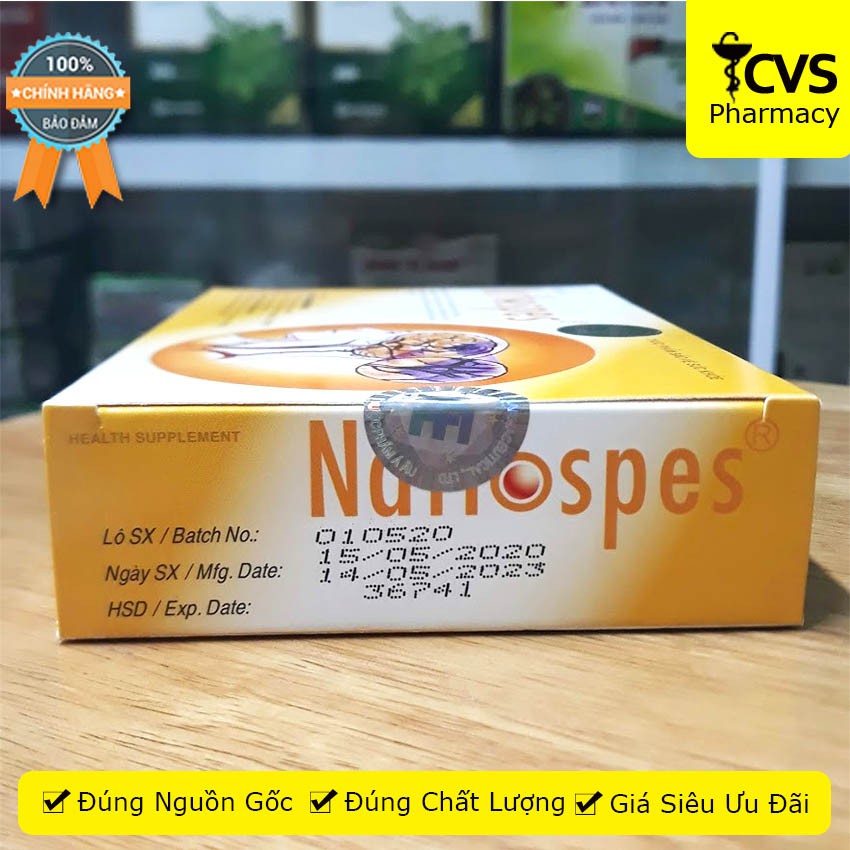 100%
CHÍNH HÃNG
BẢO ĐẢM
CVS
Pharmacy
HEALTH SUPPLEMENT
Nanospes®
Lô SX / Batch No.:
010520
15/05/2020
Ngày SX / Mfg. Date:
14/05/2023
HSD / Exp. Date:
36741
Đúng Nguồn Gốc
Đúng Chất Lượng
Giá Siêu Ưu Đãi